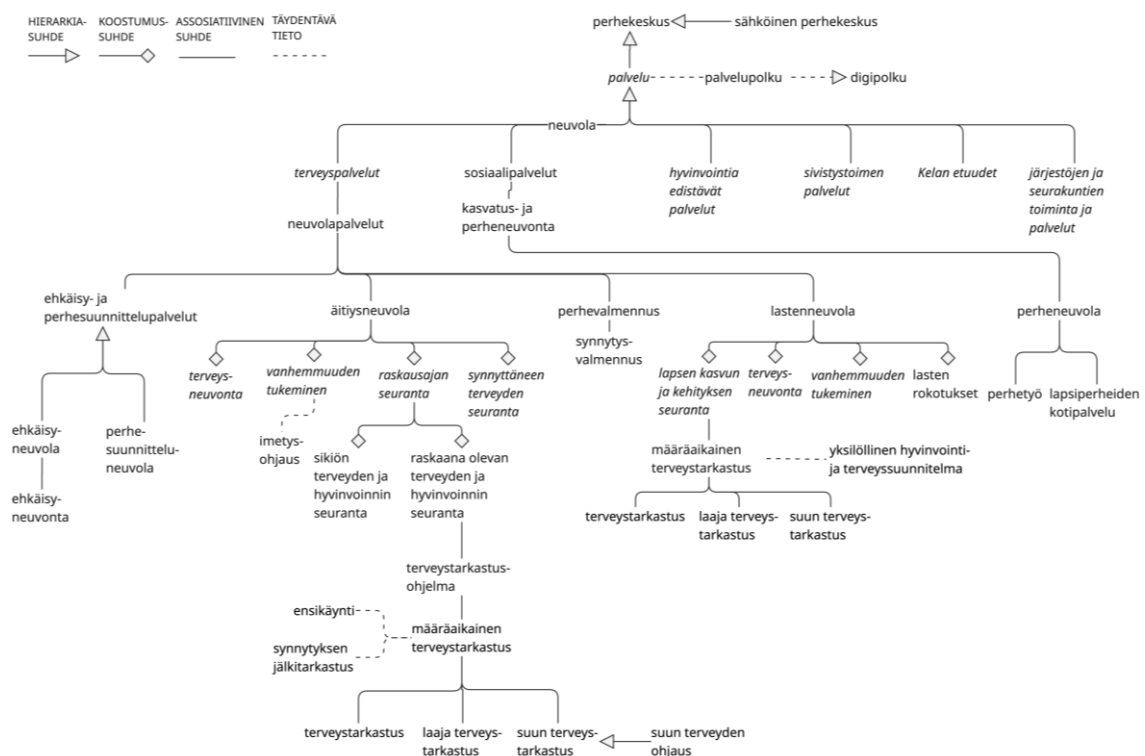 HIERARKIA-
SUHDE
KOOSTUMUS-
SUHDE
ASSOSIATIIVINEN
SUHDE
TÄYDENTÄVÄ
TIETO
perhekeskus
sähköinen perhekeskus
palvelu
palvelupolku
digipolku
neuvola
terveyspalvelut
sosiaalipalvelut
hyvinvointia
edistävät
palvelut
sivistystoimen
palvelut
Kelan etuudet
järjestöjen ja
seurakuntien
toiminta ja
palvelut
neuvolapalvelut
kasvatus- ja
perheneuvonta
ehkäisy- ja
perhesuunnittelupalvelut
äitiysneuvola
perhevalmennus
synnytys-
valmennus
lastenneuvola
perheneuvola
terveys-
neuvonta
vanhemmuuden
tukeminen
raskausajan
seuranta
synnyttäneen
terveyden
seuranta
lapsen kasvun
ja kehityksen
seuranta
terveys-
neuvonta
vanhemmuuden
tukeminen
lasten
rokotukset
perhetyö
lapsiperheiden
kotipalvelu
ehkäisy-
neuvola
perhe-
suunnittelu-
neuvola
imetys-
ohjaus
sikiön
terveyden ja
hyvinvoinnin
seuranta
raskaana olevan
terveyden ja
hyvinvoinnin
seuranta
määräaikainen
terveystarkastus
yksilöllinen hyvinvointi-
ja terveyssuunnitelma
ehkäisy-
neuvonta
terveystarkastus
laaja terveys-
tarkastus
suun terveys-
tarkastus
terveystarkastus-
ohjelma
ensikäynti
synnytyksen
jälkitarkastus
määräaikainen
terveystarkastus
terveystarkastus
laaja terveys-
tarkastus
suun terveys-
tarkastus
suun terveyden
ohjaus